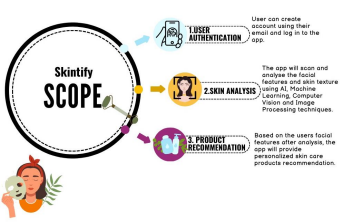 Skintify
SCOPE
1.USER
AUTHENTICATION
User can create
account using their
email and log in to the
app.
2.SKIN ANALYSIS
The app will scan and
analyse the facial
features and skin texture
using AI, Machine
Learning, Computer
Vision and Image
Processing techniques.
3. PRODUCT
RECOMMENDATION
Based on the users facial
features after analysis, the
app will provide
personalized skin care
products recommendation.